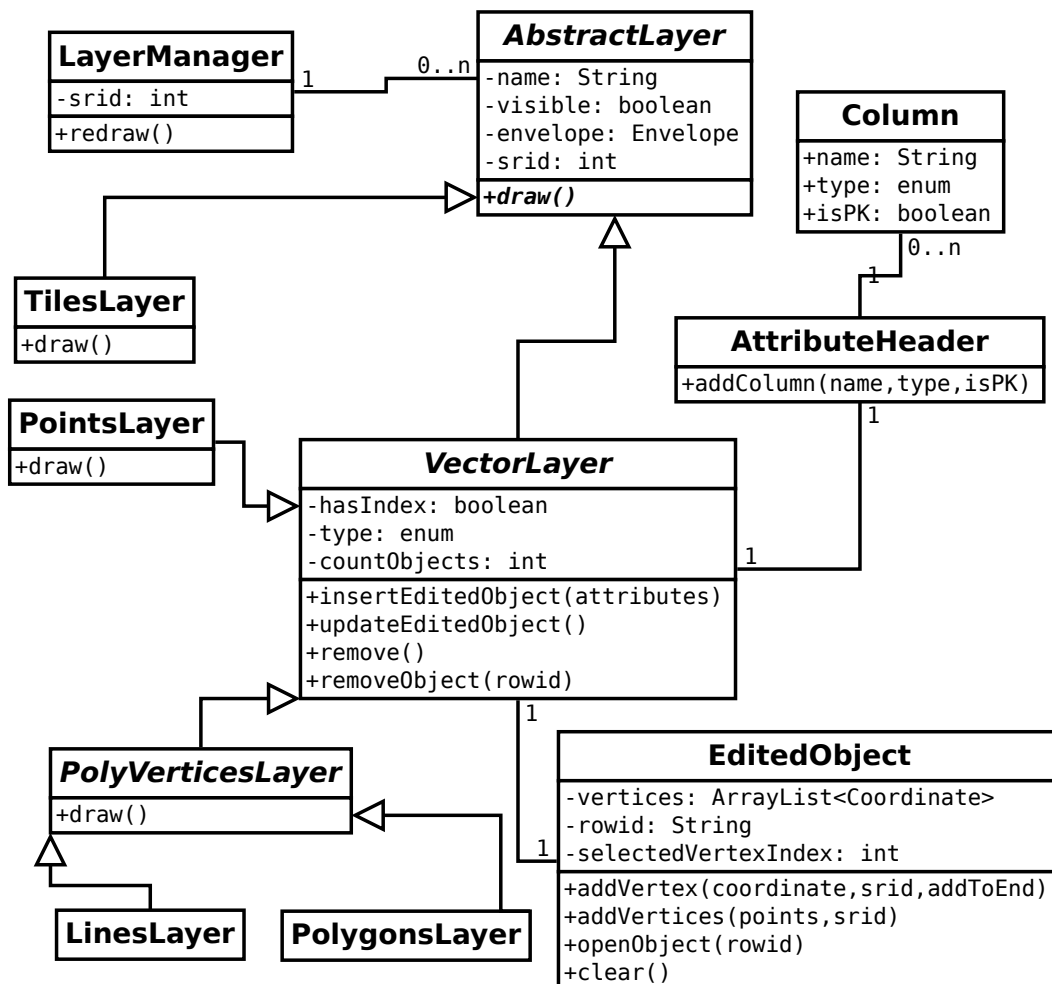 AbstractLayer
-name: String
-visible: boolean
-envelope: Envelope
-srid: int
+draw()
LayerManager
-srid: int
+redraw()
1
0..n
Column
+name: String
+type: enum
+isPK: boolean
0..n
1
TilesLayer
+draw()
AttributeHeader
+addColumn(name,type,isPK)
1
PointsLayer
+draw()
VectorLayer
-hasIndex: boolean
-type: enum
-countObjects: int
+insertEditedObject(attributes)
+updateEditedObject()
+remove()
+removeObject(rowid)
1
1
PolyVerticesLayer
+draw()
EditedObject
-vertices: ArrayList<Coordinate>
-rowid: String
-selectedVertexIndex: int
+addVertex(coordinate,srid,addToEnd)
+addVertices(points,srid)
+openObject(rowid)
+clear()
1
LinesLayer
PolygonsLayer